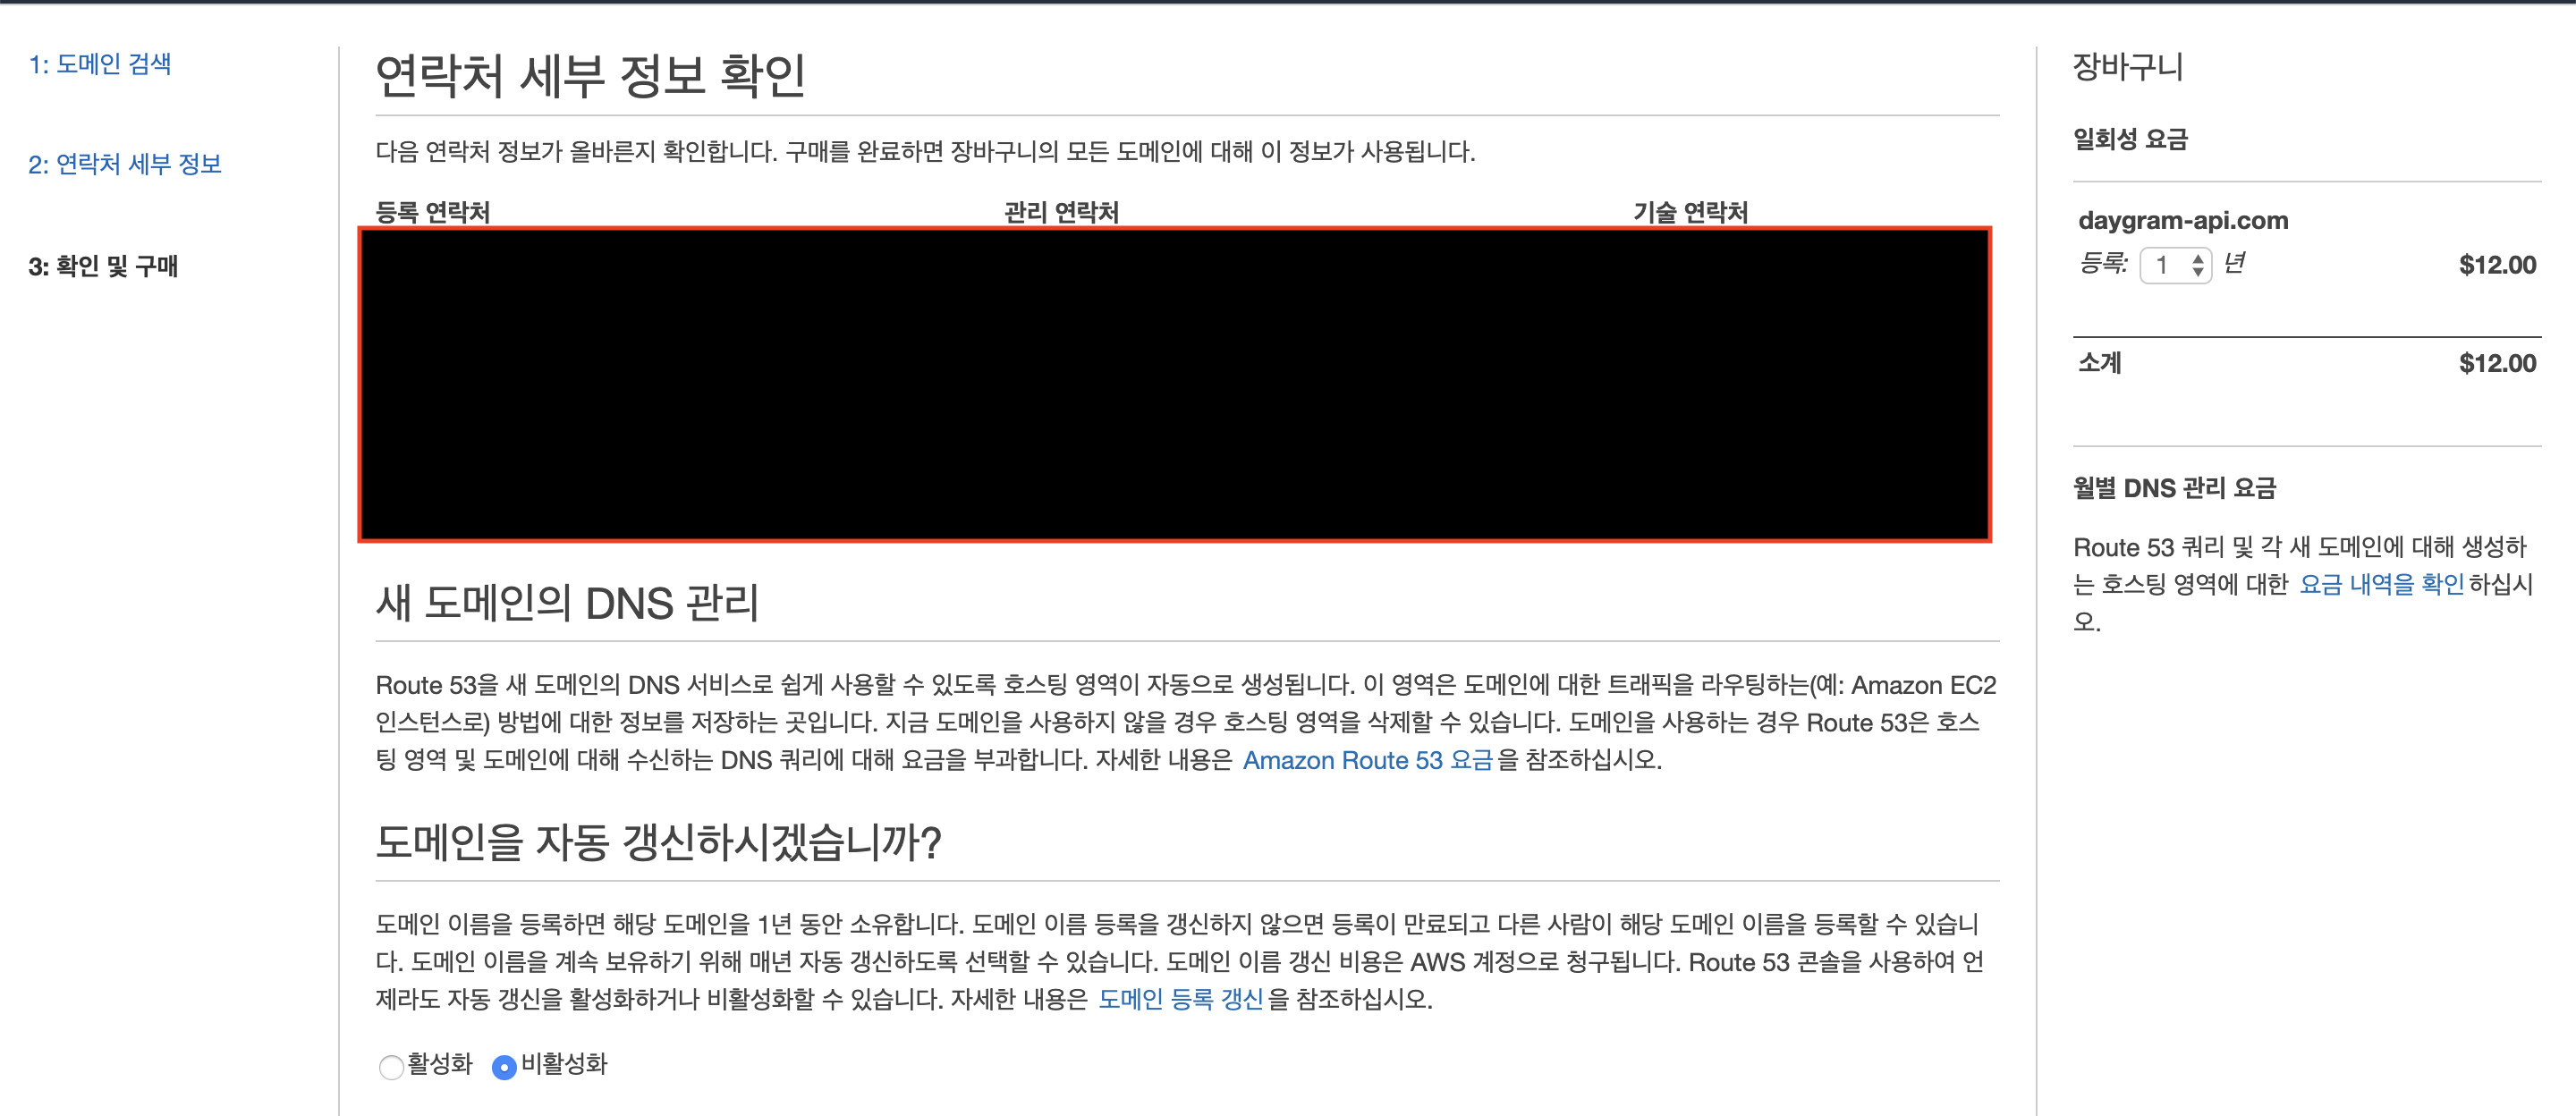 1: 도메인 검색
2: 연락처 세부 정보
3: 확인 및 구매
연락처 세부 정보 확인
다음 연락처 정보가 올바른지 확인합니다. 구매를 완료하면 장바구니의 모든 도메인에 대해 이 정보가 사용됩니다.
등록 연락처 관리 연락처 기술 연락처
새 도메인의 DNS 관리
Route 53을 새 도메인의 DNS 서비스로 쉽게 사용할 수 있도록 호스팅 영역이 자동으로 생성됩니다. 이 영역은 도메인에 대한 트래픽을 라우팅하는(예: Amazon EC2
인스턴스로) 방법에 대한 정보를 저장하는 곳입니다. 지금 도메인을 사용하지 않을 경우 호스팅 영역을 삭제할 수 있습니다. 도메인을 사용하는 경우 Route 53은 호스
팅 영역 및 도메인에 대해 수신하는 DNS 쿼리에 대해 요금을 부과합니다. 자세한 내용은 Amazon Route 53 요금을 참조하십시오.
도메인을 자동 갱신하시겠습니까?
도메인 이름을 등록하면 해당 도메인을 1년 동안 소유합니다. 도메인 이름 등록을 갱신하지 않으면 등록이 만료되고 다른 사람이 해당 도메인 이름을 등록할 수 있습니
다. 도메인 이름을 계속 보유하기 위해 매년 자동 갱신하도록 선택할 수 있습니다. 도메인 이름 갱신 비용은 AWS 계정으로 청구됩니다. Route 53 콘솔을 사용하여 언
제라도 자동 갱신을 활성화하거나 비활성화할 수 있습니다. 자세한 내용은 도메인 등록 갱신을 참조하십시오.
활성화 비활성화
장바구니
일회성 요금
daygram-api.com
등록: 1 년 $12.00
소계 $12.00
월별 DNS 관리 요금
Route 53 쿼리 및 각 새 도메인에 대해 생성하
는 호스팅 영역에 대한 요금 내역을 확인하십시
오.